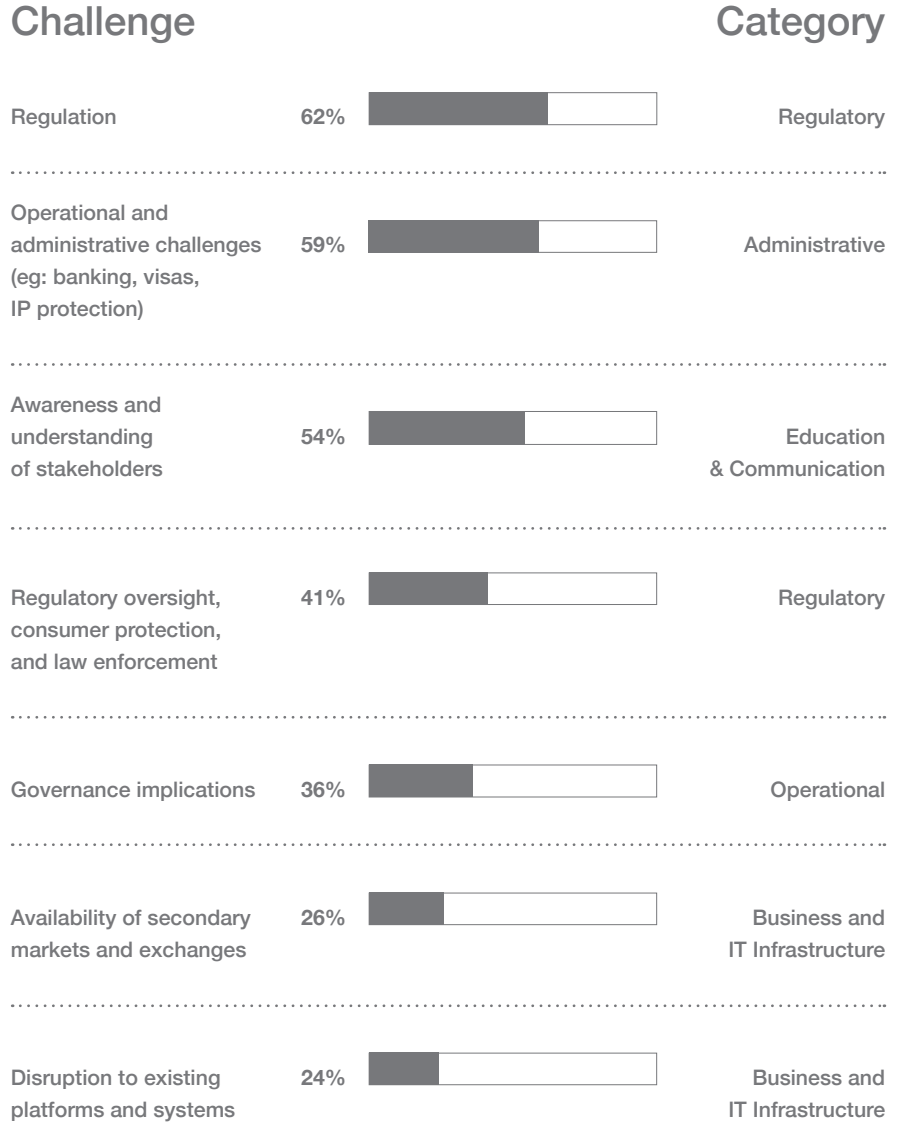 Challenge Category
Regulation 62% Regulatory
Operational and
administrative challenges 59% Administrative
(eg: banking, visas,
IP protection)
Awareness and
understanding 54% Education
of stakeholders & Communication
Regulatory oversight, 41% Regulatory
consumer protection,
and law enforcement
Governance implications 36% Operational
Availability of secondary 26% Business and
markets and exchanges IT Infrastructure
Disruption to existing 24% Business and
platforms and systems IT Infrastructure